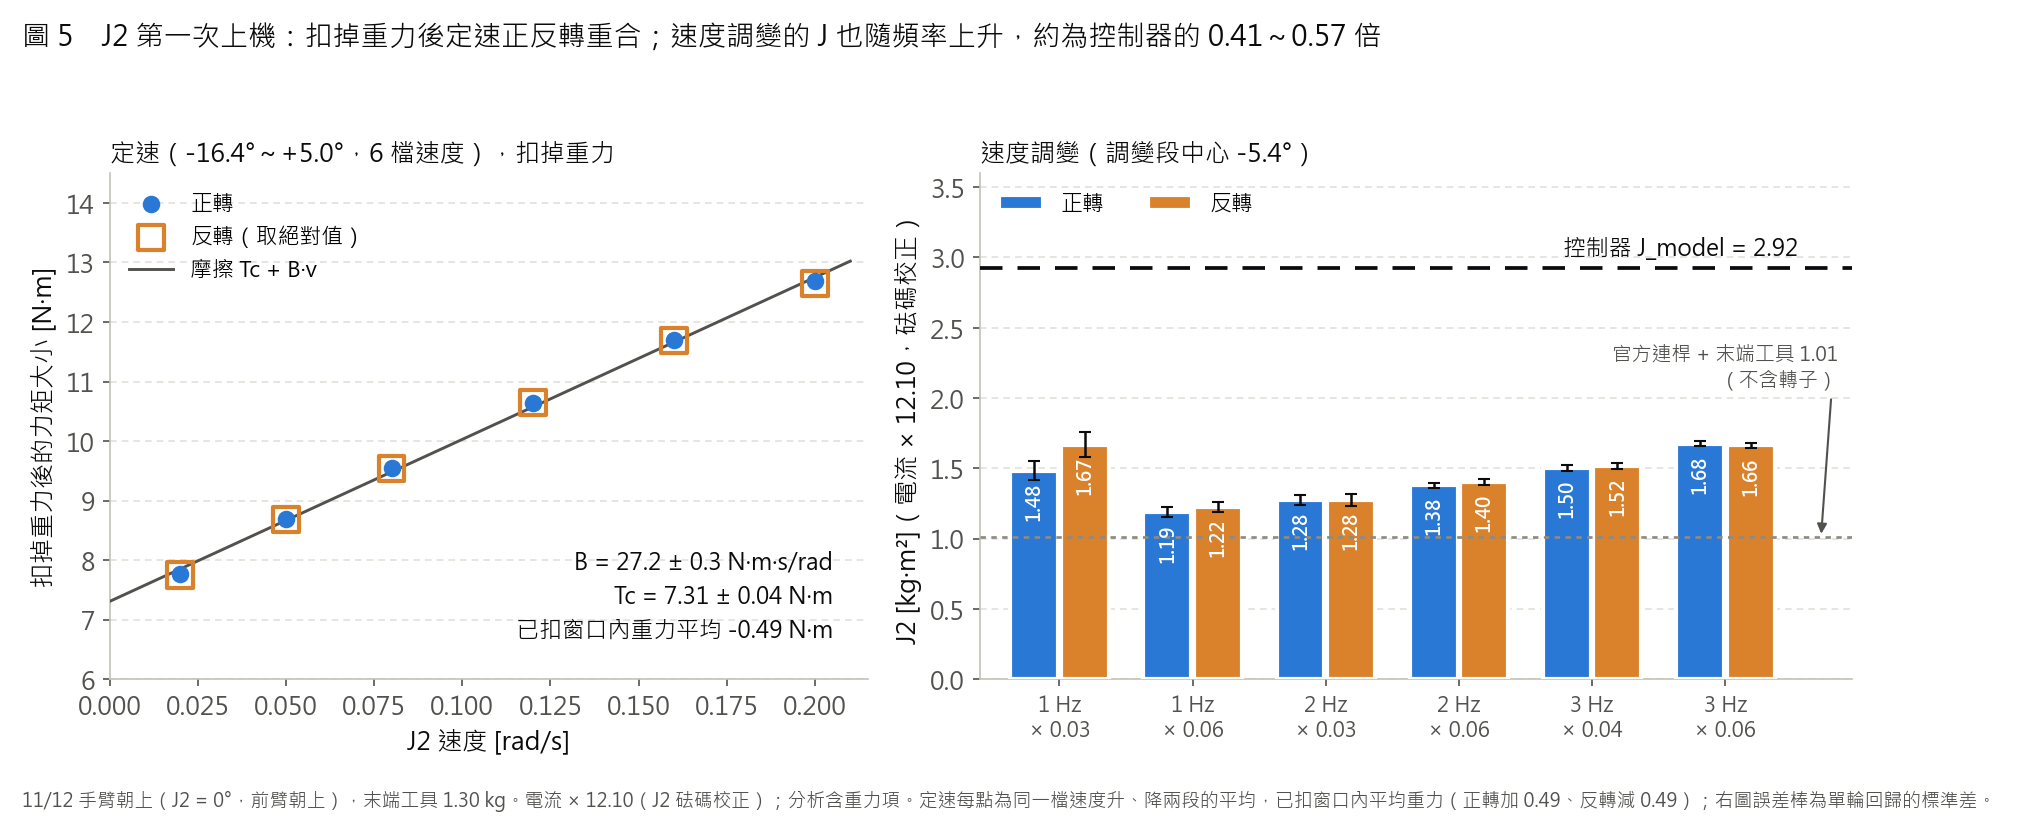 圖 5　J2 第一次上機：扣掉重力後定速正反轉重合；速度調變的 J 也隨頻率上升，約為控制器的 0.41～0.57 倍
定速（-16.4°～+5.0°，6 檔速度），扣掉重力
正轉
反轉（取絕對值）
摩擦 Tc + B·v
14
13
12
11
10
9
8
7
6
扣掉重力後的力矩大小 [N·m]
B = 27.2 ± 0.3 N·m·s/rad
Tc = 7.31 ± 0.04 N·m
已扣窗口內重力平均 -0.49 N·m
0.000 0.025 0.050 0.075 0.100 0.125 0.150 0.175 0.200
J2 速度 [rad/s]
速度調變（調變段中心 -5.4°）
正轉 反轉
3.5
3.0
2.5
2.0
1.5
1.0
0.5
0.0
J2 [kg·m²]（電流 × 12.10，砝碼校正）
控制器 J_model = 2.92
官方連桿 + 末端工具 1.01
（不含轉子）
1.48 1.67 1.19 1.22 1.28 1.28 1.38 1.40 1.50 1.52 1.68 1.66
1 Hz 1 Hz 2 Hz 2 Hz 3 Hz 3 Hz
× 0.03 × 0.06 × 0.03 × 0.06 × 0.04 × 0.06
11/12 手臂朝上（J2 = 0°，前臂朝上），末端工具 1.30 kg。電流 × 12.10（J2 砝碼校正）；分析含重力項。定速每點為同一檔速度升、降兩段的平均，已扣窗口內平均重力（正轉加 0.49、反轉減 0.49）；右圖誤差棒為單輪回歸的標準差。